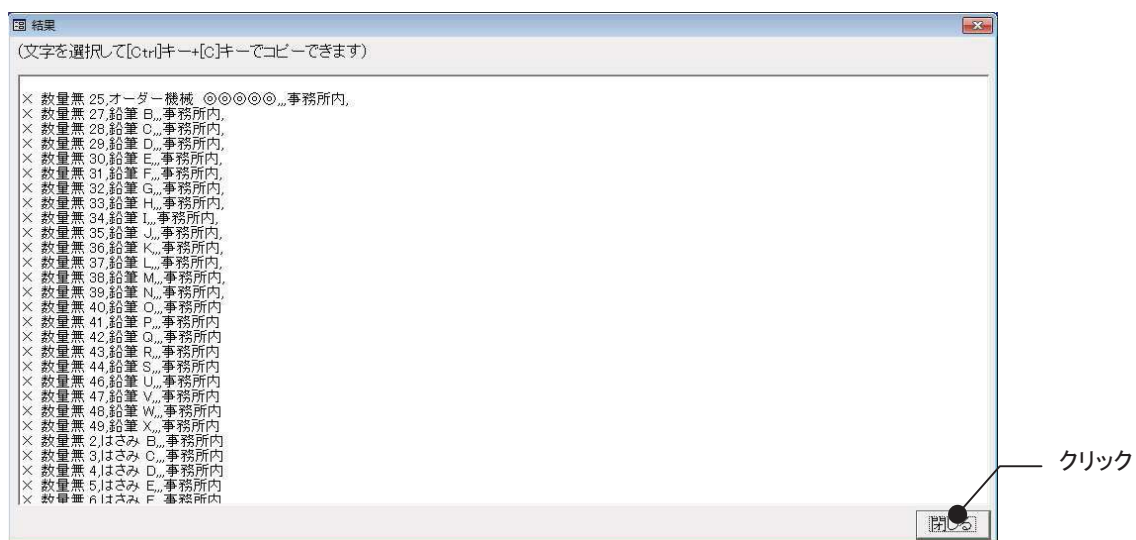 結果
(文字を選択して[Ctrl]キー+[C]キーでコピーできます)
× 数量無 25,オーダー機械 ◎◎◎◎◎,,,事務所内,
× 数量無 27,鉛筆 B,,,事務所内,
× 数量無 28,鉛筆 C,,,事務所内,
× 数量無 29,鉛筆 D,,,事務所内,
× 数量無 30,鉛筆 E,,,事務所内,
× 数量無 31,鉛筆 F,,,事務所内,
× 数量無 32,鉛筆 G,,,事務所内,
× 数量無 33,鉛筆 H,,,事務所内,
× 数量無 34,鉛筆 I,,,事務所内,
× 数量無 35,鉛筆 J,,,事務所内,
× 数量無 36,鉛筆 K,,,事務所内,
× 数量無 37,鉛筆 L,,,事務所内,
× 数量無 38,鉛筆 M,,,事務所内,
× 数量無 39,鉛筆 N,,,事務所内,
× 数量無 40,鉛筆 O,,,事務所内
× 数量無 41,鉛筆 P,,,事務所内
× 数量無 42,鉛筆 Q,,,事務所内
× 数量無 43,鉛筆 R,,,事務所内
× 数量無 44,鉛筆 S,,,事務所内
× 数量無 46,鉛筆 U,,,事務所内
× 数量無 47,鉛筆 V,,,事務所内
× 数量無 48,鉛筆 W,,,事務所内
× 数量無 49,鉛筆 X,,,事務所内
× 数量無 2,はさみ B,,,事務所内
× 数量無 3,はさみ C,,,事務所内
× 数量無 4,はさみ D,,,事務所内
× 数量無 5,はさみ E,,,事務所内
× 数量無 6,はさみ F,,,事務所内
クリック
閉じる